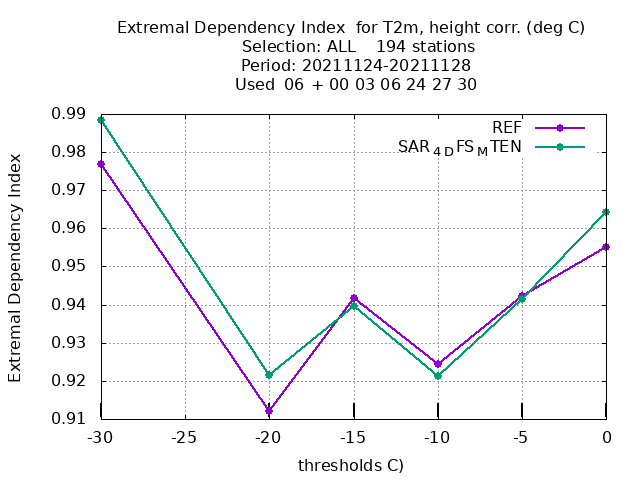 Extremal Dependency Index  for T2m, height corr. (deg C)
Selection: ALL    194 stations
Period: 20211124-20211128
Used  06 + 00 03 06 24 27 30
REF
SAR4DFSMTEN
Extremal Dependency Index
0.99
0.98
0.97
0.96
0.95
0.94
0.93
0.92
0.91
-30 -25 -20 -15 -10 -5 0
thresholds C)